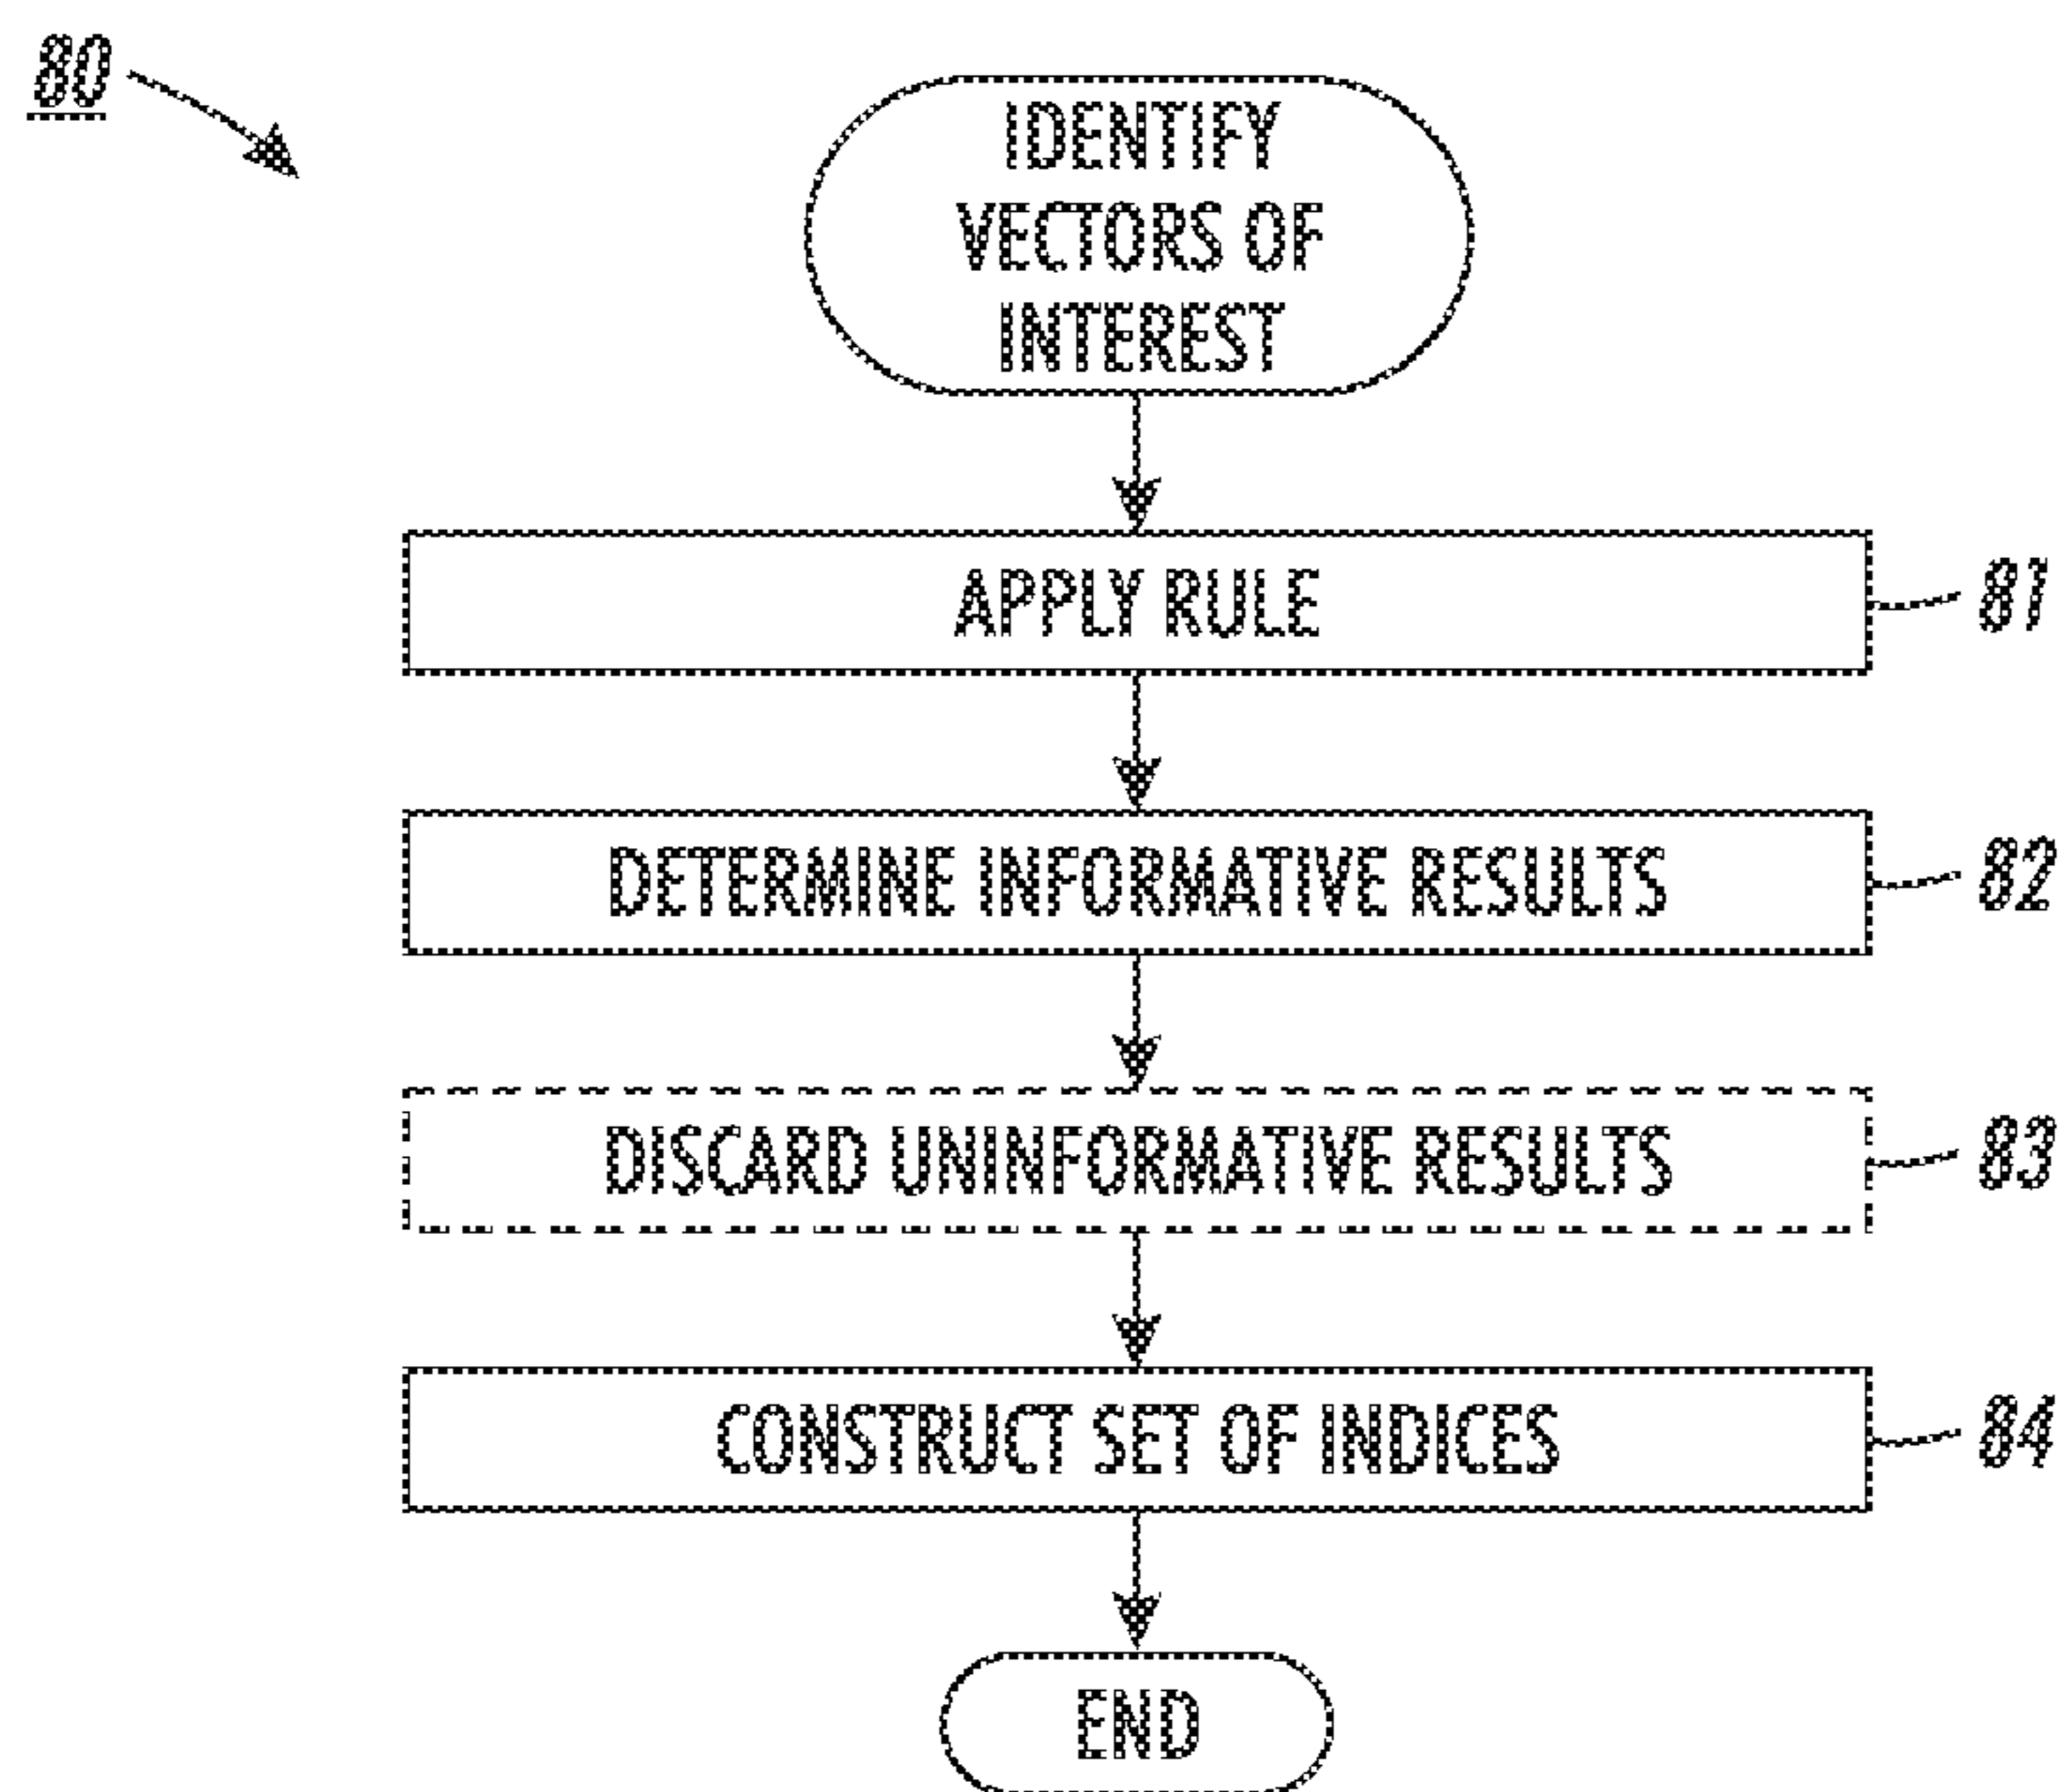 80
IDENTIFY
VECTORS OF
INTEREST
APPLY RULE
81
DETERMINE INFORMATIVE RESULTS
82
DISCARD UNINFORMATIVE RESULTS
83
CONSTRUCT SET OF INDICES
84
END